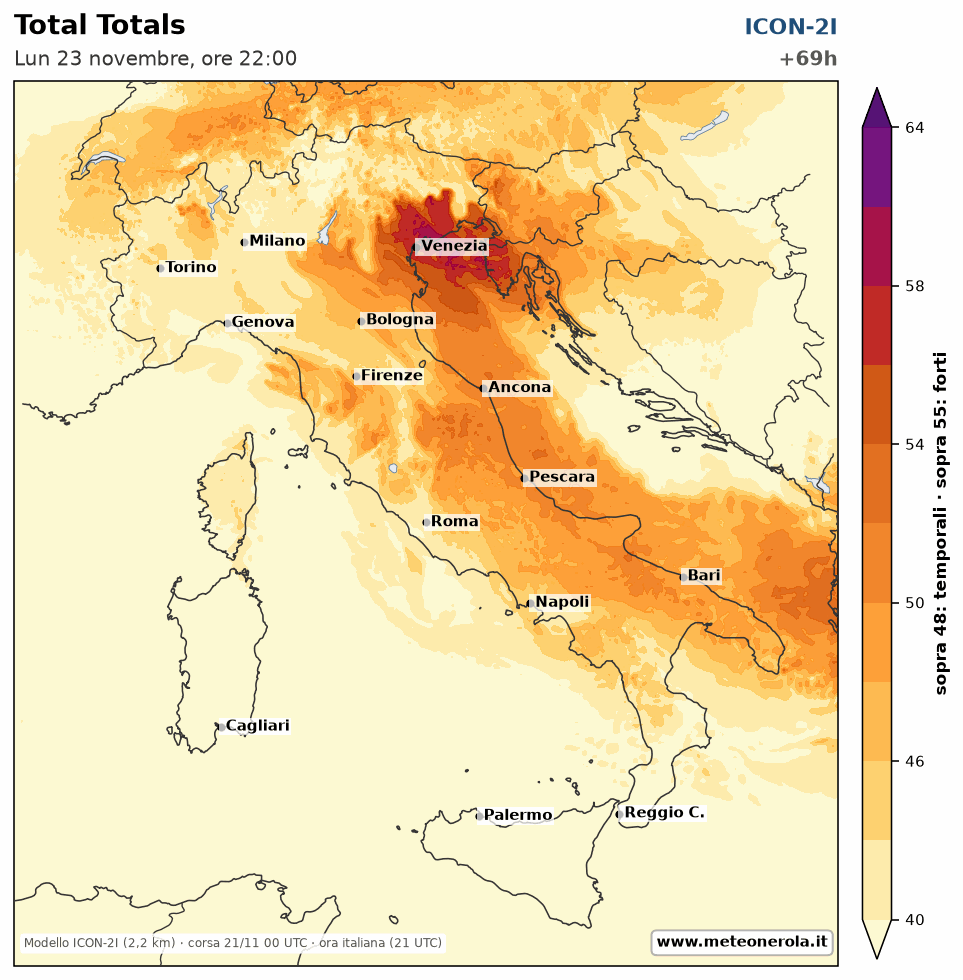 Total Totals
ICON-2I
Lun 23 novembre, ore 22:00
+69h
64
58
54
50
46
40
sopra 48: temporali · sopra 55: forti
Milano
Venezia
Torino
Genova
Bologna
Firenze
Ancona
Pescara
Roma
Bari
Napoli
Cagliari
Palermo
Reggio C.
Modello ICON-2I (2,2 km) · corsa 21/11 00 UTC · ora italiana (21 UTC)
www.meteonerola.it